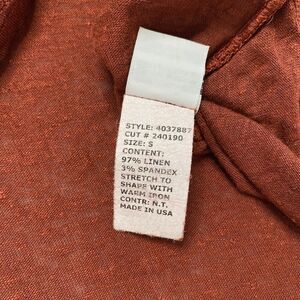 STYLE: 4037887
CUT # 240190
SIZE: S
CONTENT:
97% LINEN
3% SPANDEX
STRETCH TO
SHAPE WITH
WARM IRON
CONTR: N.T.
MADE IN USA